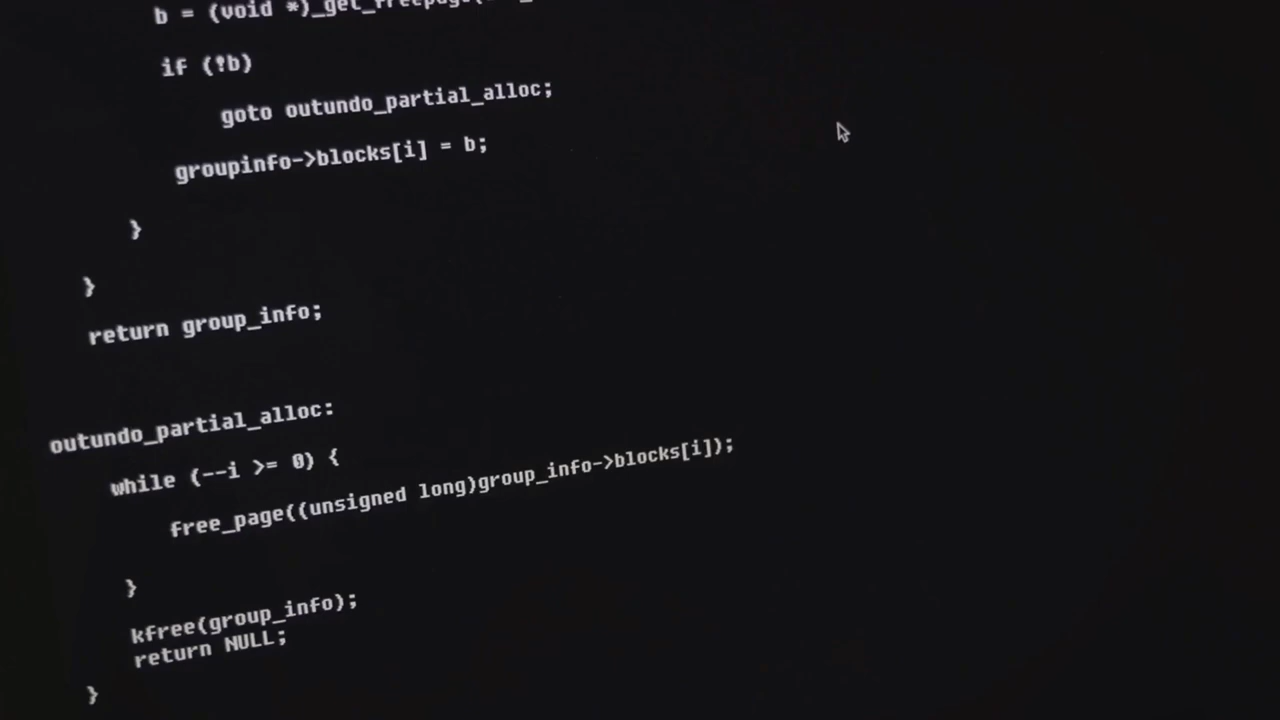 b = (void *)_get_freepage(
if (!b)
goto outundo_partial_alloc;
groupinfo->blocks[i] = b;
}
}
return group_info;
outundo_partial_alloc:
while (--i >= 0) {
free_page((unsigned long)group_info->blocks[i]);
}
kfree(group_info);
return NULL;
}